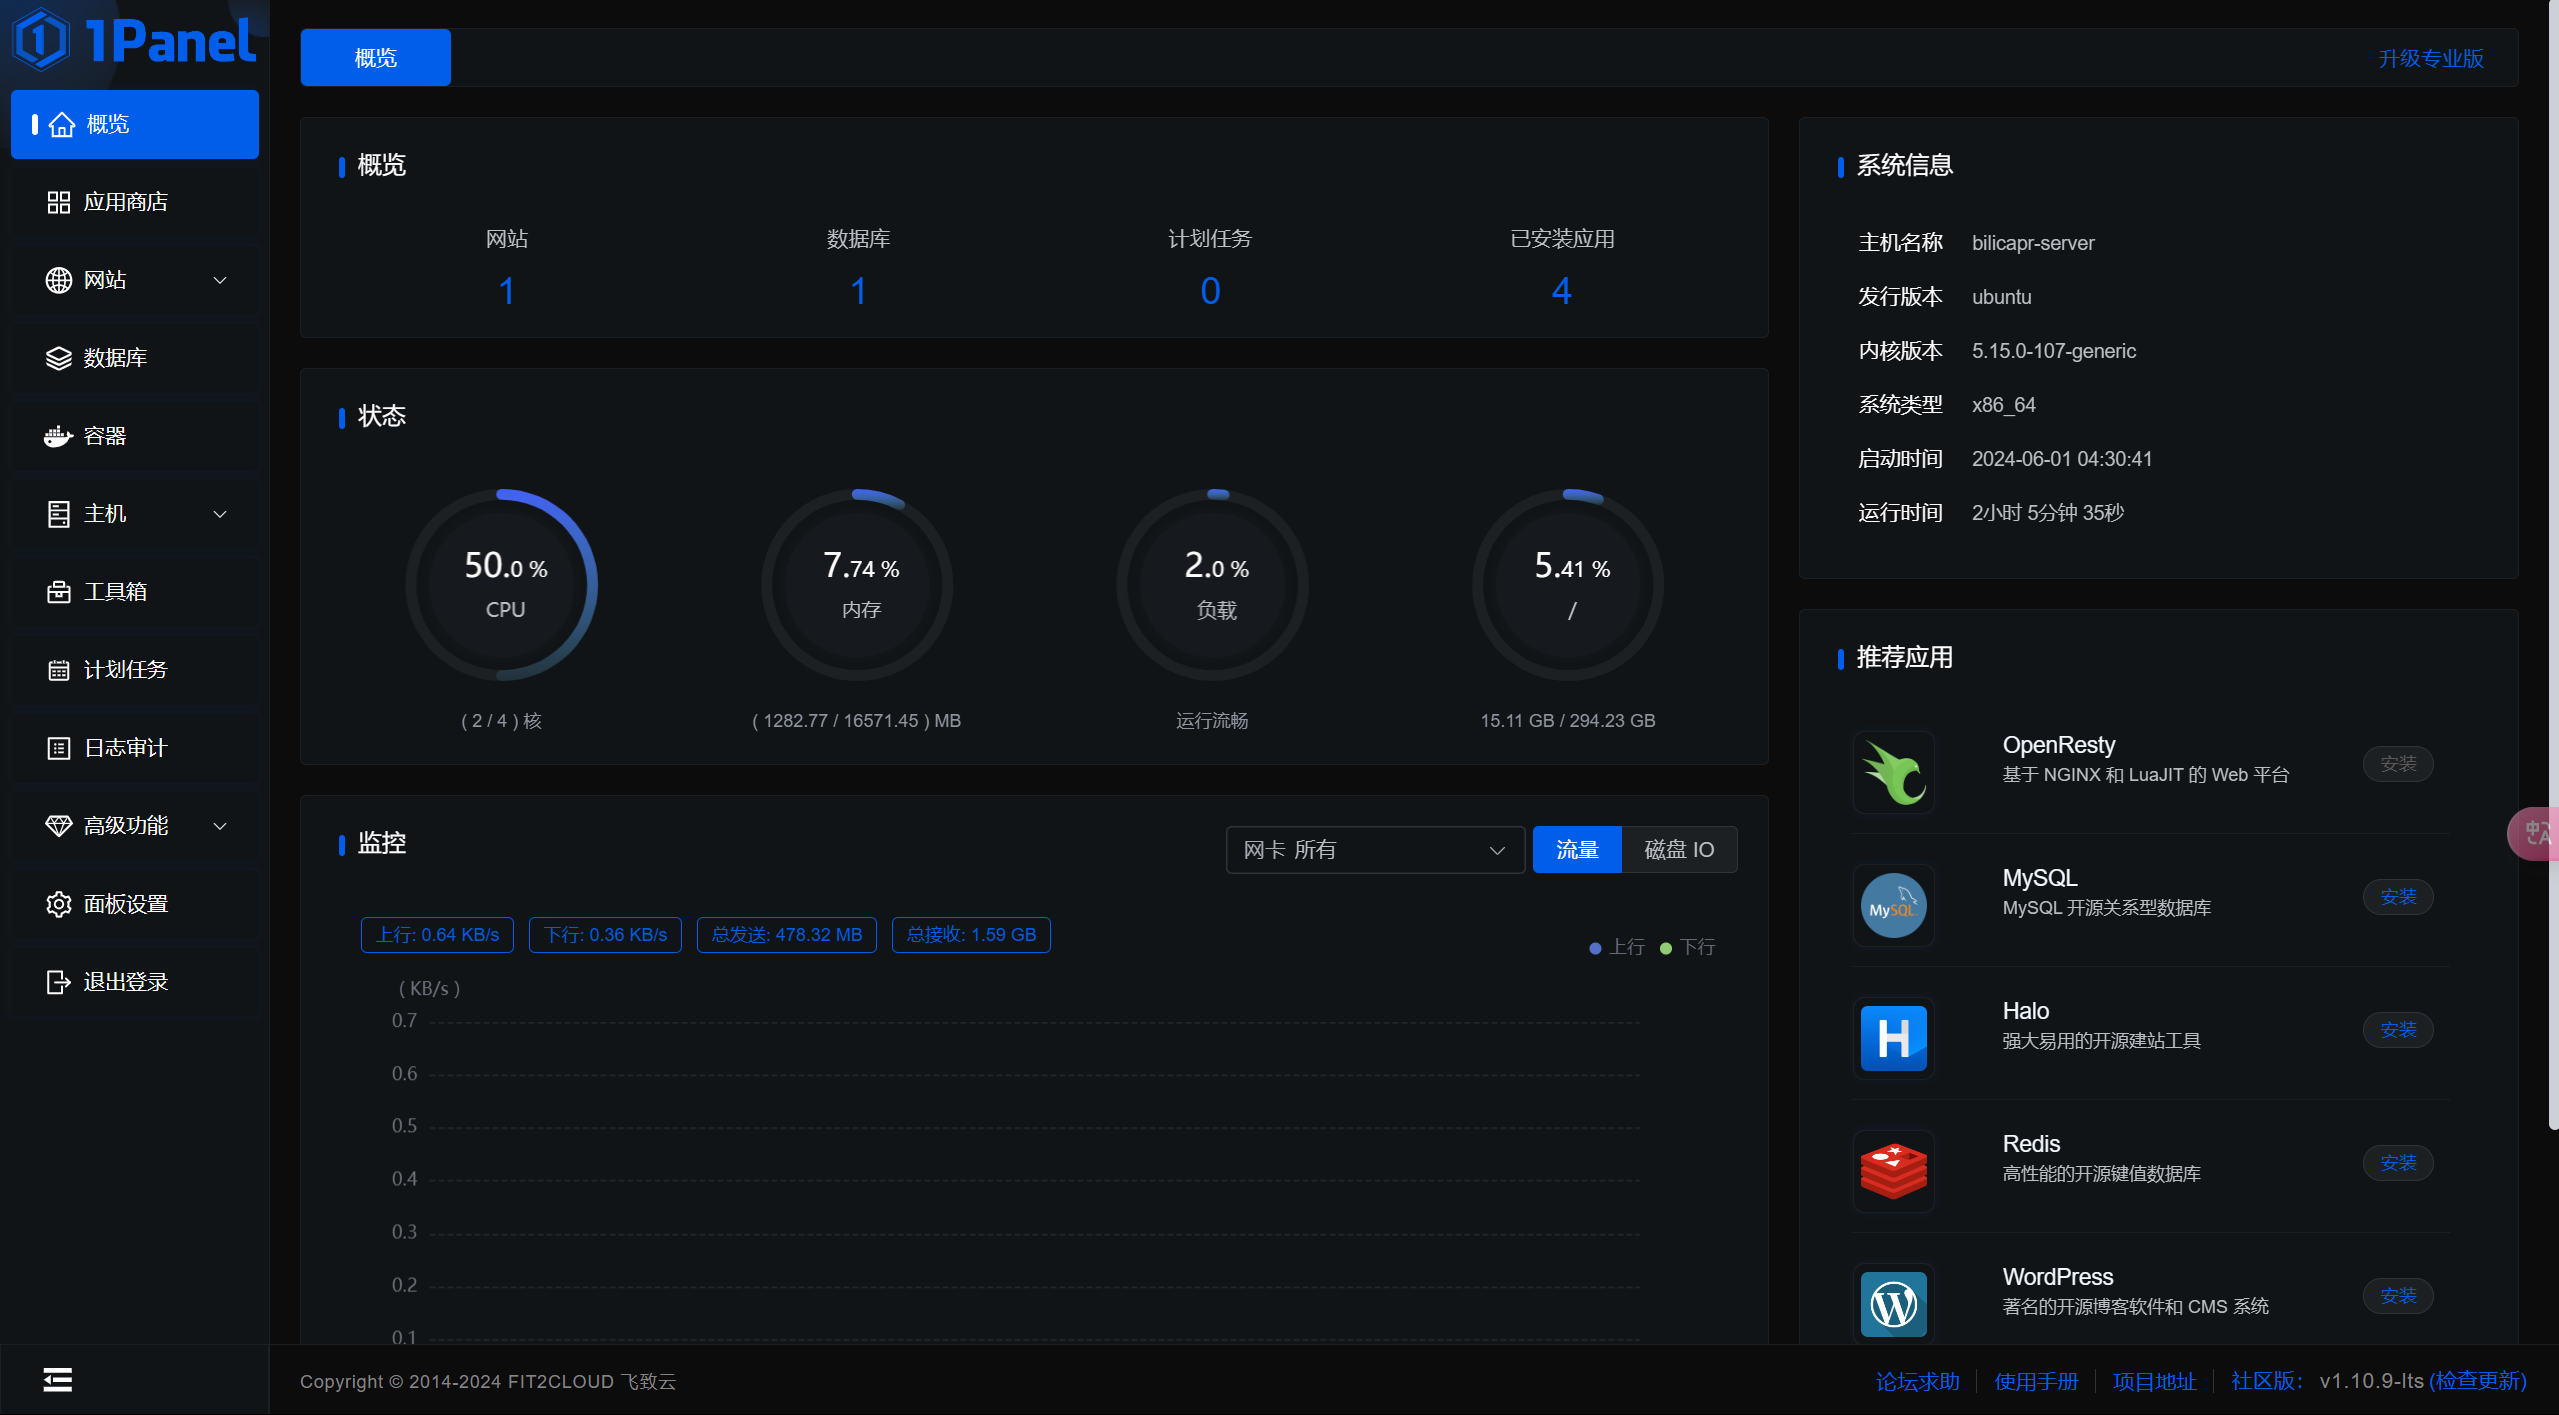 1Panel
概览
应用商店
网站
数据库
容器
主机
工具箱
计划任务
日志审计
高级功能
面板设置
退出登录
概览
升级专业版
概览
网站
数据库
计划任务
已安装应用
1
1
0
4
状态
50.0 %
CPU
( 2 / 4 ) 核
7.74 %
内存
( 1282.77 / 16571.45 ) MB
2.0 %
负载
运行流畅
5.41 %
/
15.11 GB / 294.23 GB
监控
网卡 所有
流量
磁盘 IO
上行: 0.64 KB/s
下行: 0.36 KB/s
总发送: 478.32 MB
总接收: 1.59 GB
上行
下行
( KB/s )
0.7
0.6
0.5
0.4
0.3
0.2
0.1
系统信息
主机名称 bilicapr-server
发行版本 ubuntu
内核版本 5.15.0-107-generic
系统类型 x86_64
启动时间 2024-06-01 04:30:41
运行时间 2小时 5分钟 35秒
推荐应用
OpenResty
基于 NGINX 和 LuaJIT 的 Web 平台
安装
MySQL
MySQL
MySQL 开源关系型数据库
安装
H
Halo
强大易用的开源建站工具
安装
Redis
高性能的开源键值数据库
安装
W
WordPress
著名的开源博客软件和 CMS 系统
安装
中A
Copyright © 2014-2024 FIT2CLOUD 飞致云
论坛求助
使用手册
项目地址
社区版: v1.10.9-lts (检查更新)